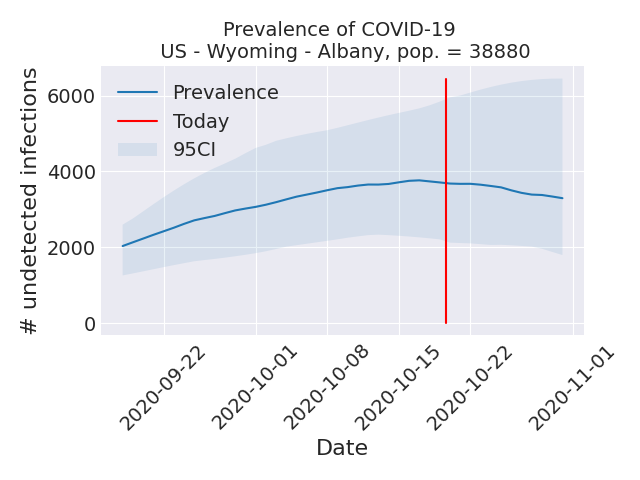 Prevalence of COVID-19
US - Wyoming - Albany, pop. = 38880
# undetected infections
6000
4000
2000
0
Prevalence
Today
95CI
2020-09-22
2020-10-01
2020-10-08
2020-10-15
2020-10-22
2020-11-01
Date